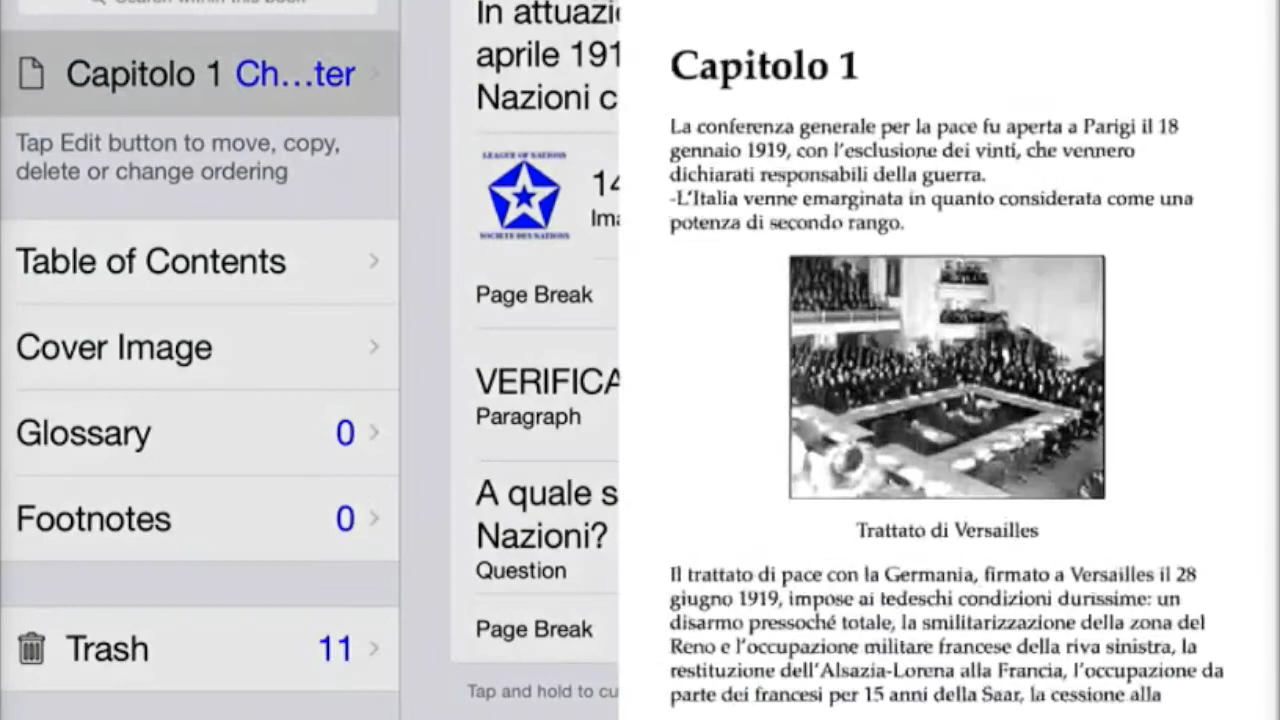 Search within this book
Capitolo 1 Ch...ter
Tap Edit button to move, copy,
delete or change ordering
Table of Contents
Cover Image
Glossary 0
Footnotes 0
Trash 11
In attuazi
aprile 191
Nazioni c
LEAGUE OF NATIONS
SOCIETE DES NATIONS
14
Ima
Page Break
VERIFICA
Paragraph
A quale s
Nazioni?
Question
Page Break
Tap and hold to cu
Capitolo 1
La conferenza generale per la pace fu aperta a Parigi il 18
gennaio 1919, con l'esclusione dei vinti, che vennero
dichiarati responsabili della guerra.
-L'Italia venne emarginata in quanto considerata come una
potenza di secondo rango.
Trattato di Versailles
Il trattato di pace con la Germania, firmato a Versailles il 28
giugno 1919, impose ai tedeschi condizioni durissime: un
disarmo pressoché totale, la smilitarizzazione della zona del
Reno e l'occupazione militare francese della riva sinistra, la
restituzione dell'Alsazia-Lorena alla Francia, l'occupazione da
parte dei francesi per 15 anni della Saar, la cessione alla